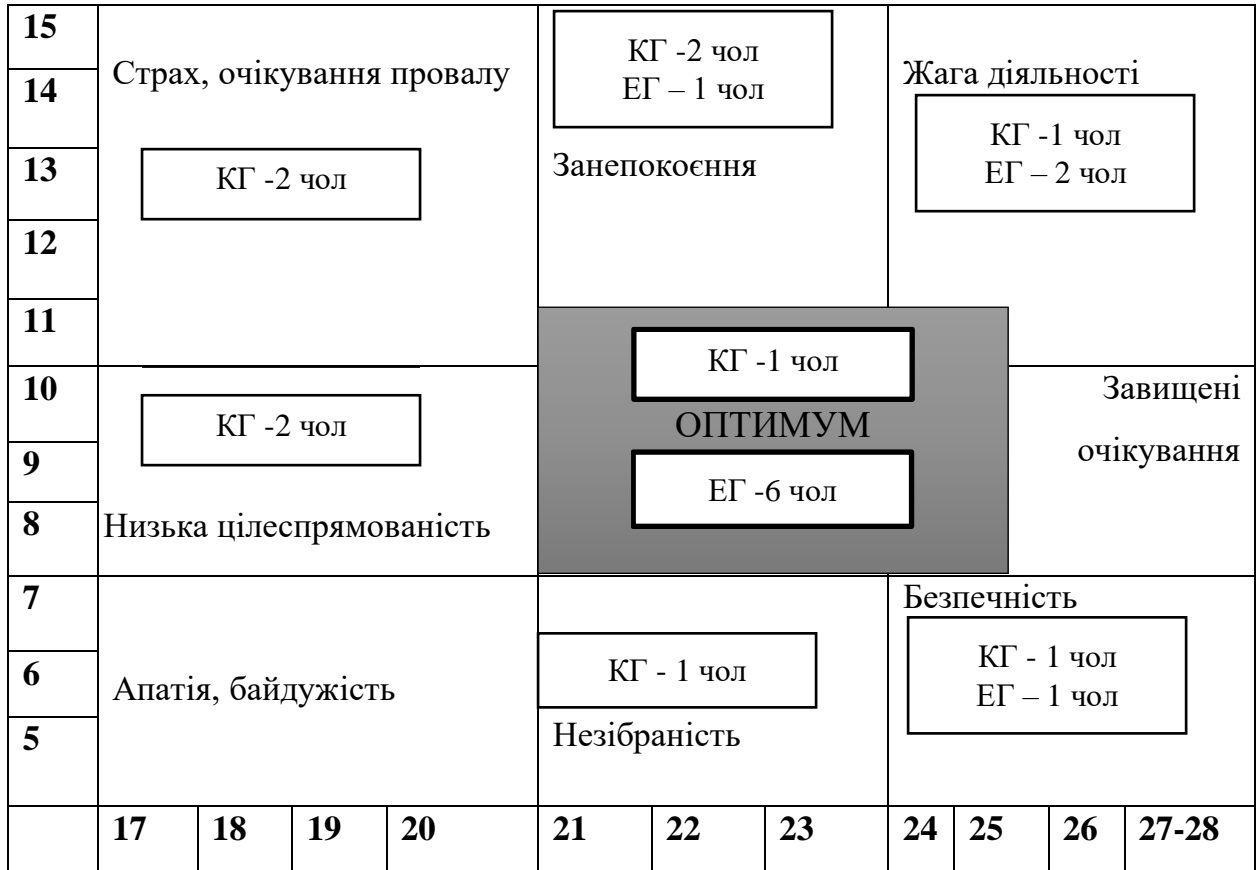 15
Страх, очікування провалу
КГ -2 чол
ЕГ – 1 чол
Жага діяльності
14
КГ -1 чол
ЕГ – 2 чол
13
КГ -2 чол
Занепокоєння
12
11
КГ -1 чол
10
КГ -2 чол
ОПТИМУМ
Завищені
очікування
9
ЕГ -6 чол
8
Низька цілеспрямованість
7
Безпечність
КГ - 1 чол
ЕГ – 1 чол
6
Апатія, байдужість
КГ - 1 чол
5
Незібраність
17 18 19 20 21 22 23 24 25 26 27-28